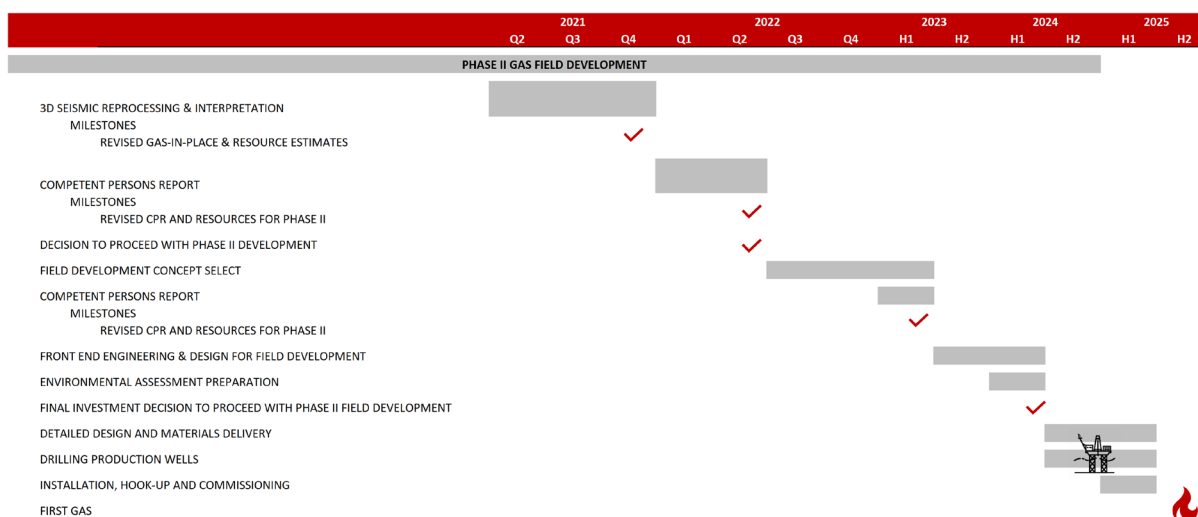 2021 2022 2023 2024 2025
Q2 Q3 Q4 Q1 Q2 Q3 Q4 H1 H2 H1 H2 H1 H2
PHASE II GAS FIELD DEVELOPMENT
3D SEISMIC REPROCESSING & INTERPRETATION
MILESTONES
REVISED GAS-IN-PLACE & RESOURCE ESTIMATES
COMPETENT PERSONS REPORT
MILESTONES
REVISED CPR AND RESOURCES FOR PHASE II
DECISION TO PROCEED WITH PHASE II DEVELOPMENT
FIELD DEVELOPMENT CONCEPT SELECT
COMPETENT PERSONS REPORT
MILESTONES
REVISED CPR AND RESOURCES FOR PHASE II
FRONT END ENGINEERING & DESIGN FOR FIELD DEVELOPMENT
ENVIRONMENTAL ASSESSMENT PREPARATION
FINAL INVESTMENT DECISION TO PROCEED WITH PHASE II FIELD DEVELOPMENT
DETAILED DESIGN AND MATERIALS DELIVERY
DRILLING PRODUCTION WELLS
INSTALLATION, HOOK-UP AND COMMISSIONING
FIRST GAS